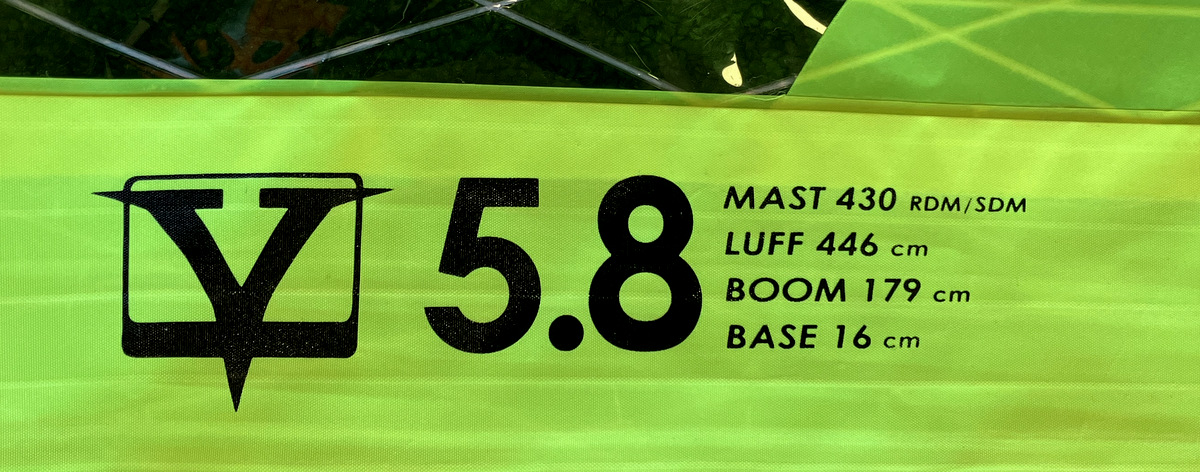 V
5.8
MAST 430 RDM/SDM
LUFF 446 cm
BOOM 179 cm
BASE 16 cm